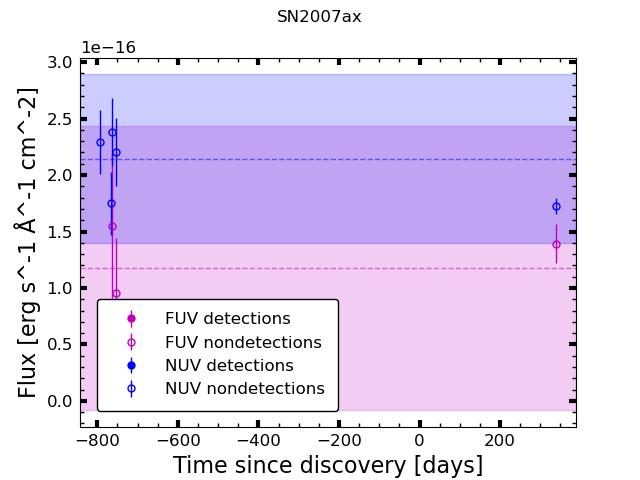 SN2007ax
1e−16
3.0
2.5
2.0
1.5
1.0
0.5
0.0
Flux [erg s^-1 Å^-1 cm^-2]
FUV detections
FUV nondetections
NUV detections
NUV nondetections
−800 −600 −400 −200 0 200
Time since discovery [days]